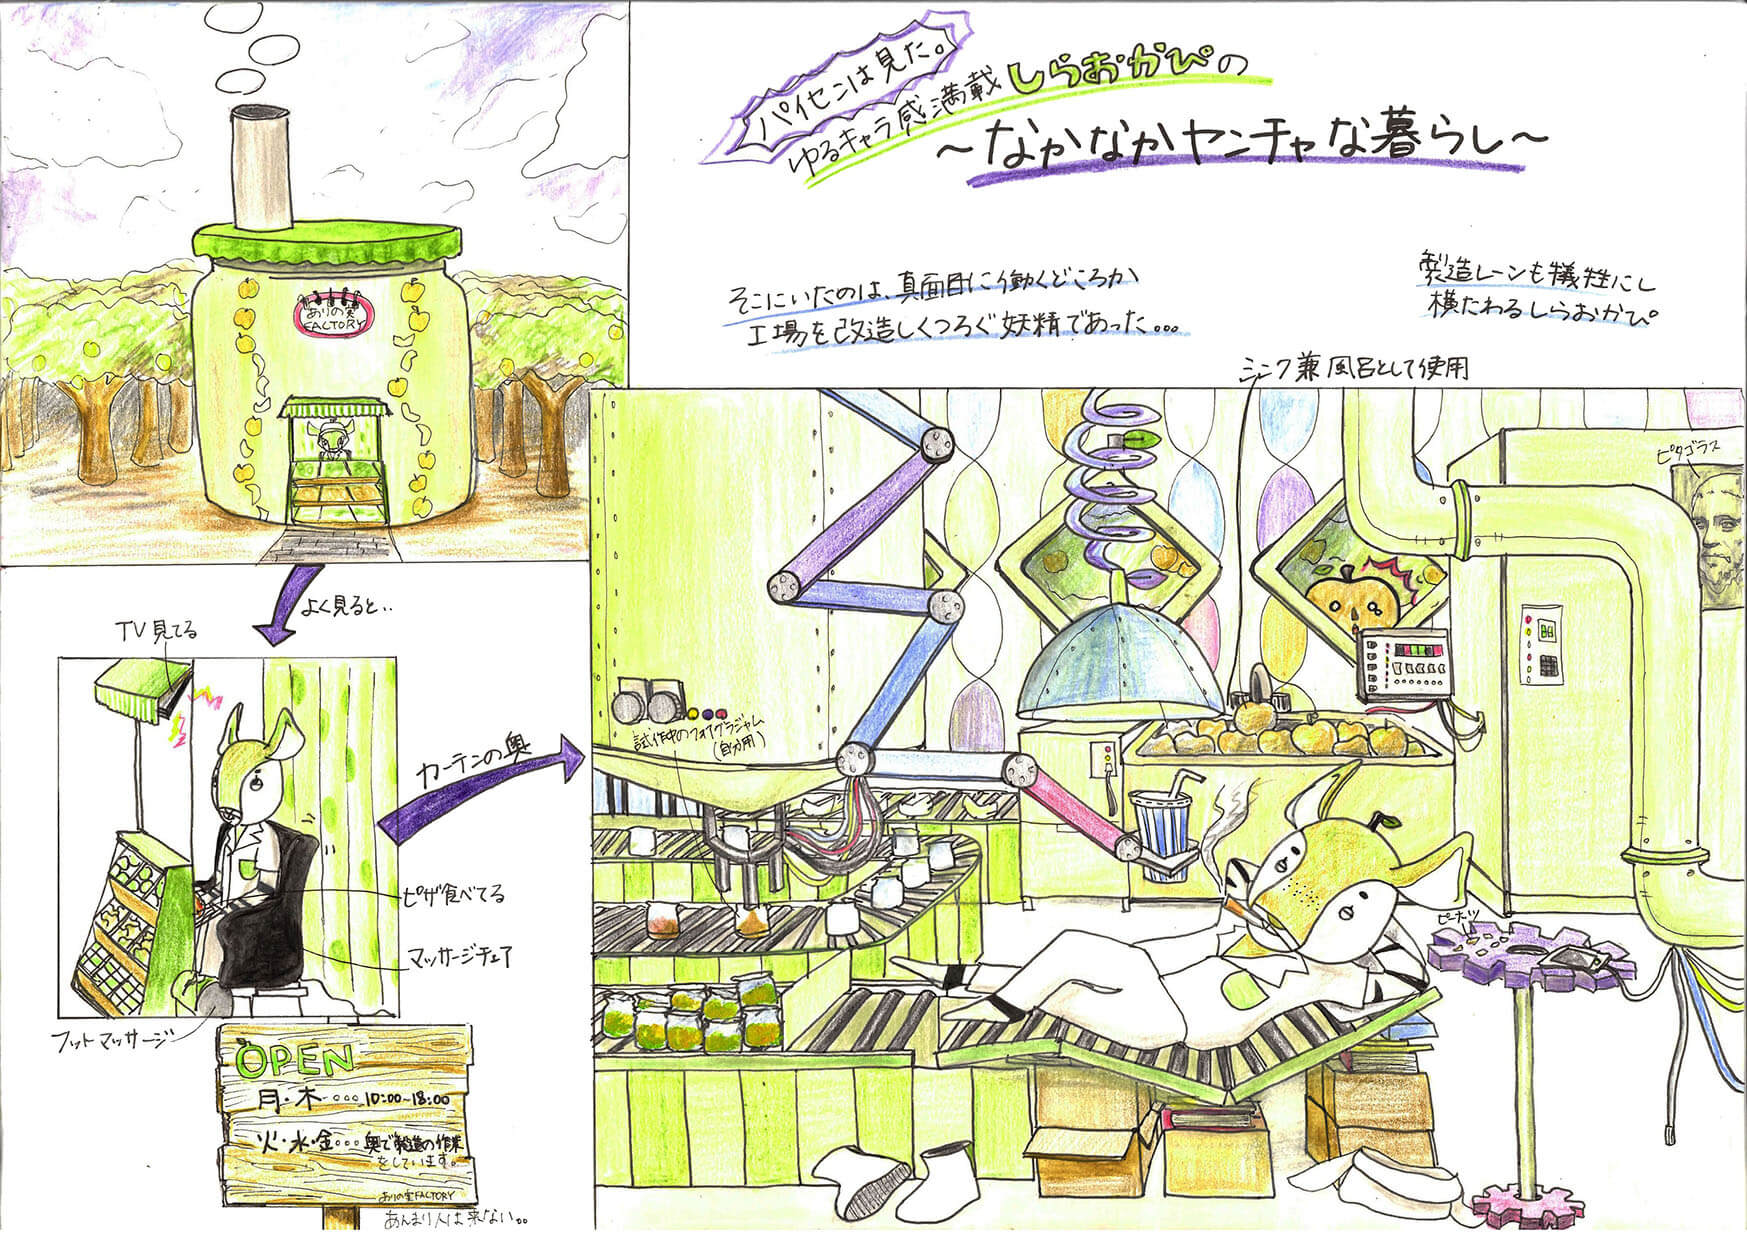 パイセンは見た。
ゆるキャラ感満載しらおかぴの
～なかなかヤンチャな暮らし～
そこにいたのは、真面目に働くどころか
工場を改造しくつろぐ妖精であった…
製造レーンも犠牲にし
横たわるしらおかぴ
シンク兼風呂として使用
ありの実
FACTORY
よく見ると..
TV見てる
カーテンの奥
ピザ食べてる
マッサージチェア
フットマッサージ
OPEN
月・木・・・・10:00~18:00
火・水・金・・・奥で製造の作業
をしています。
ありの実FACTORY
あんまり人は来ない。。
試作中のフォアグラジャム
(自分用)
ピタゴラス
ピーナッツ